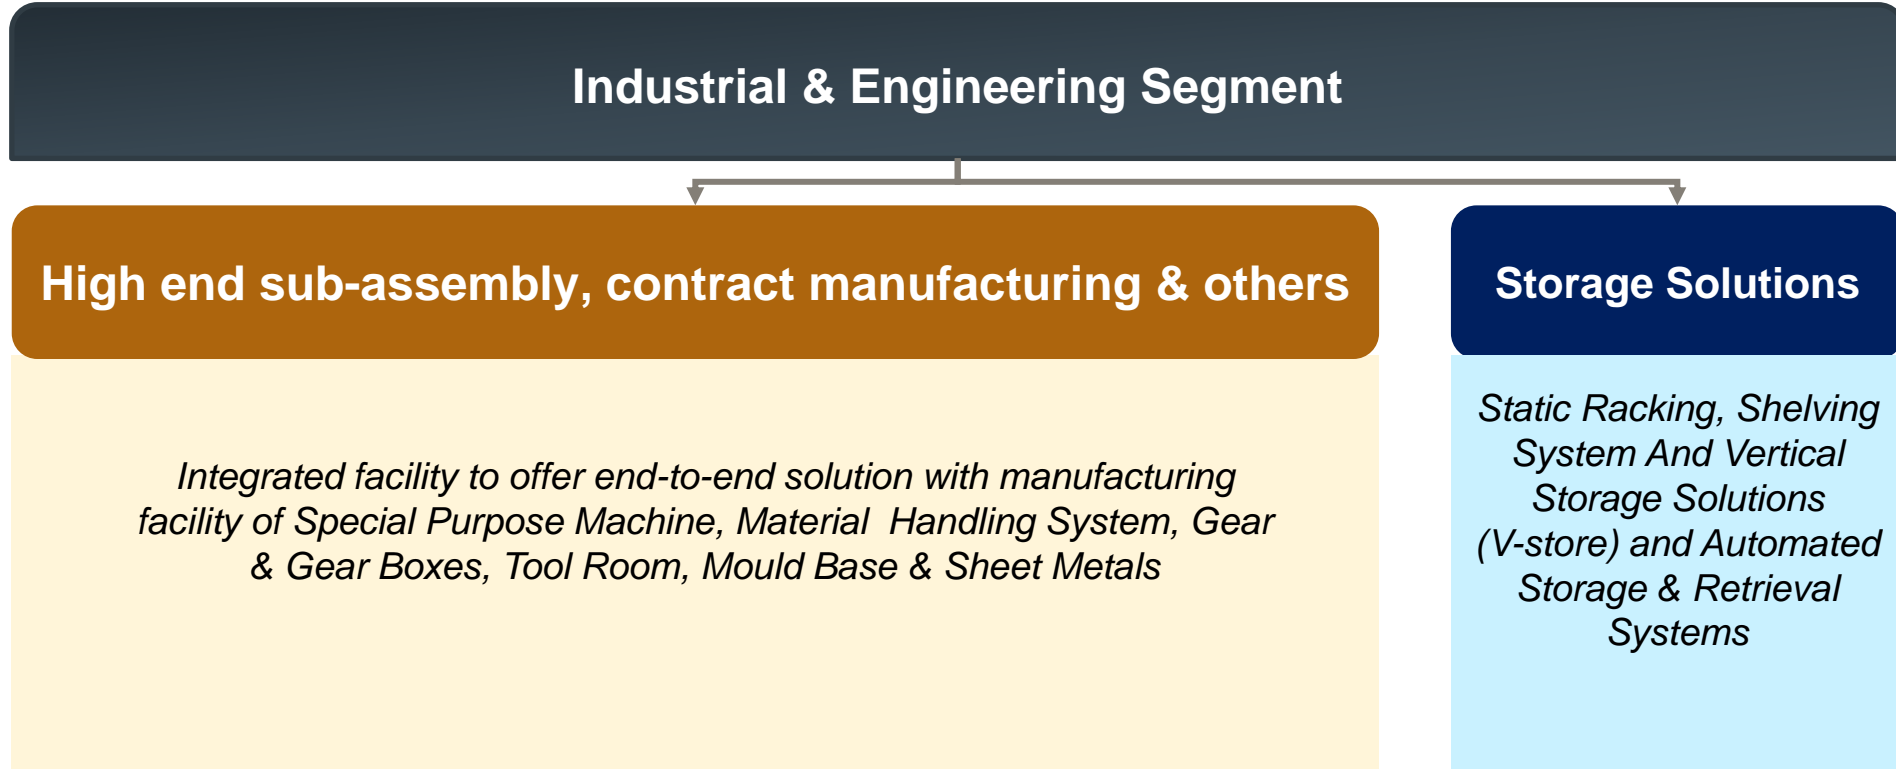 Industrial & Engineering Segment
High end sub-assembly, contract manufacturing & others
Integrated facility to offer end-to-end solution with manufacturing
facility of Special Purpose Machine, Material  Handling System, Gear
& Gear Boxes, Tool Room, Mould Base & Sheet Metals
Storage Solutions
Static Racking, Shelving
System And Vertical
Storage Solutions
(V-store) and Automated
Storage & Retrieval
Systems